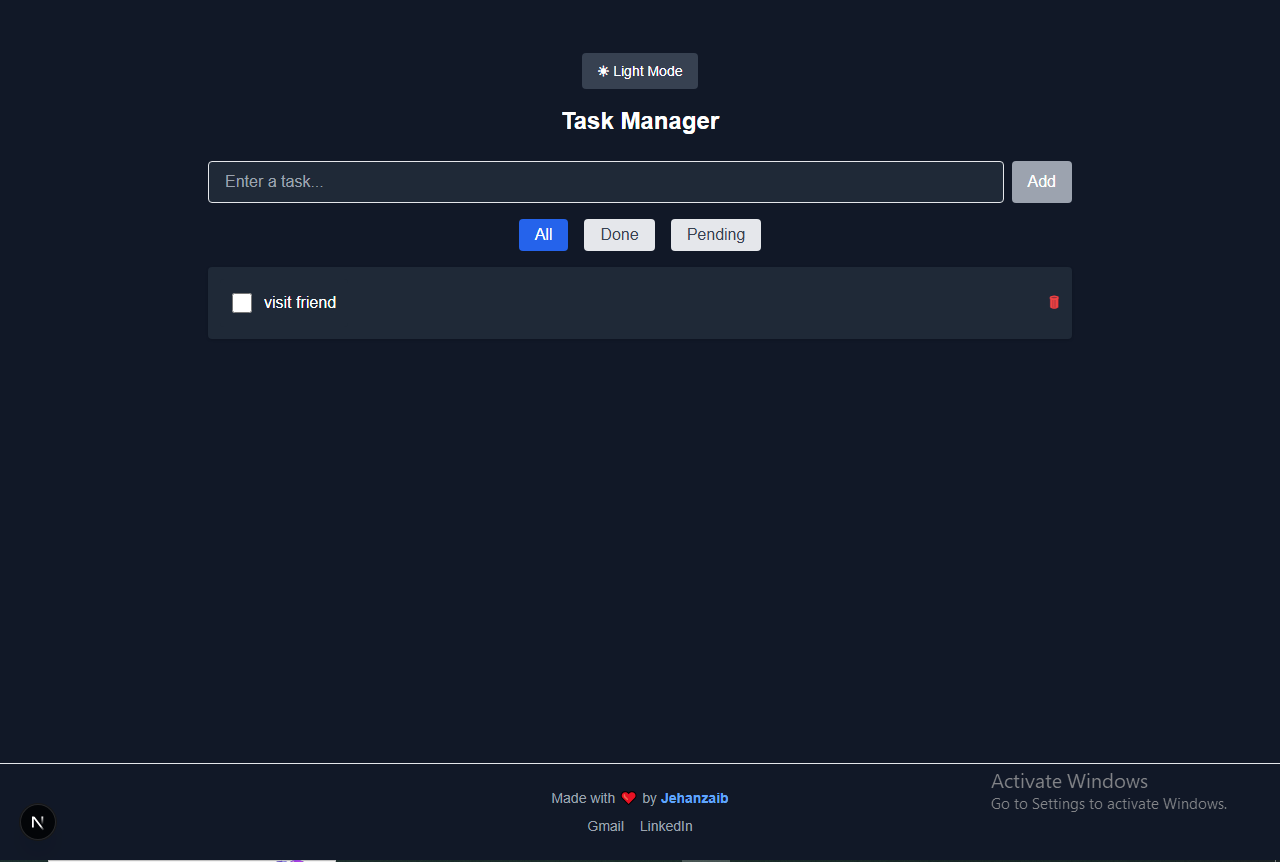 ☀ Light Mode
Task Manager
Enter a task... Add
All Done Pending
visit friend
Activate Windows
Go to Settings to activate Windows.
Made with ❤️ by Jehanzaib
Gmail LinkedIn
N